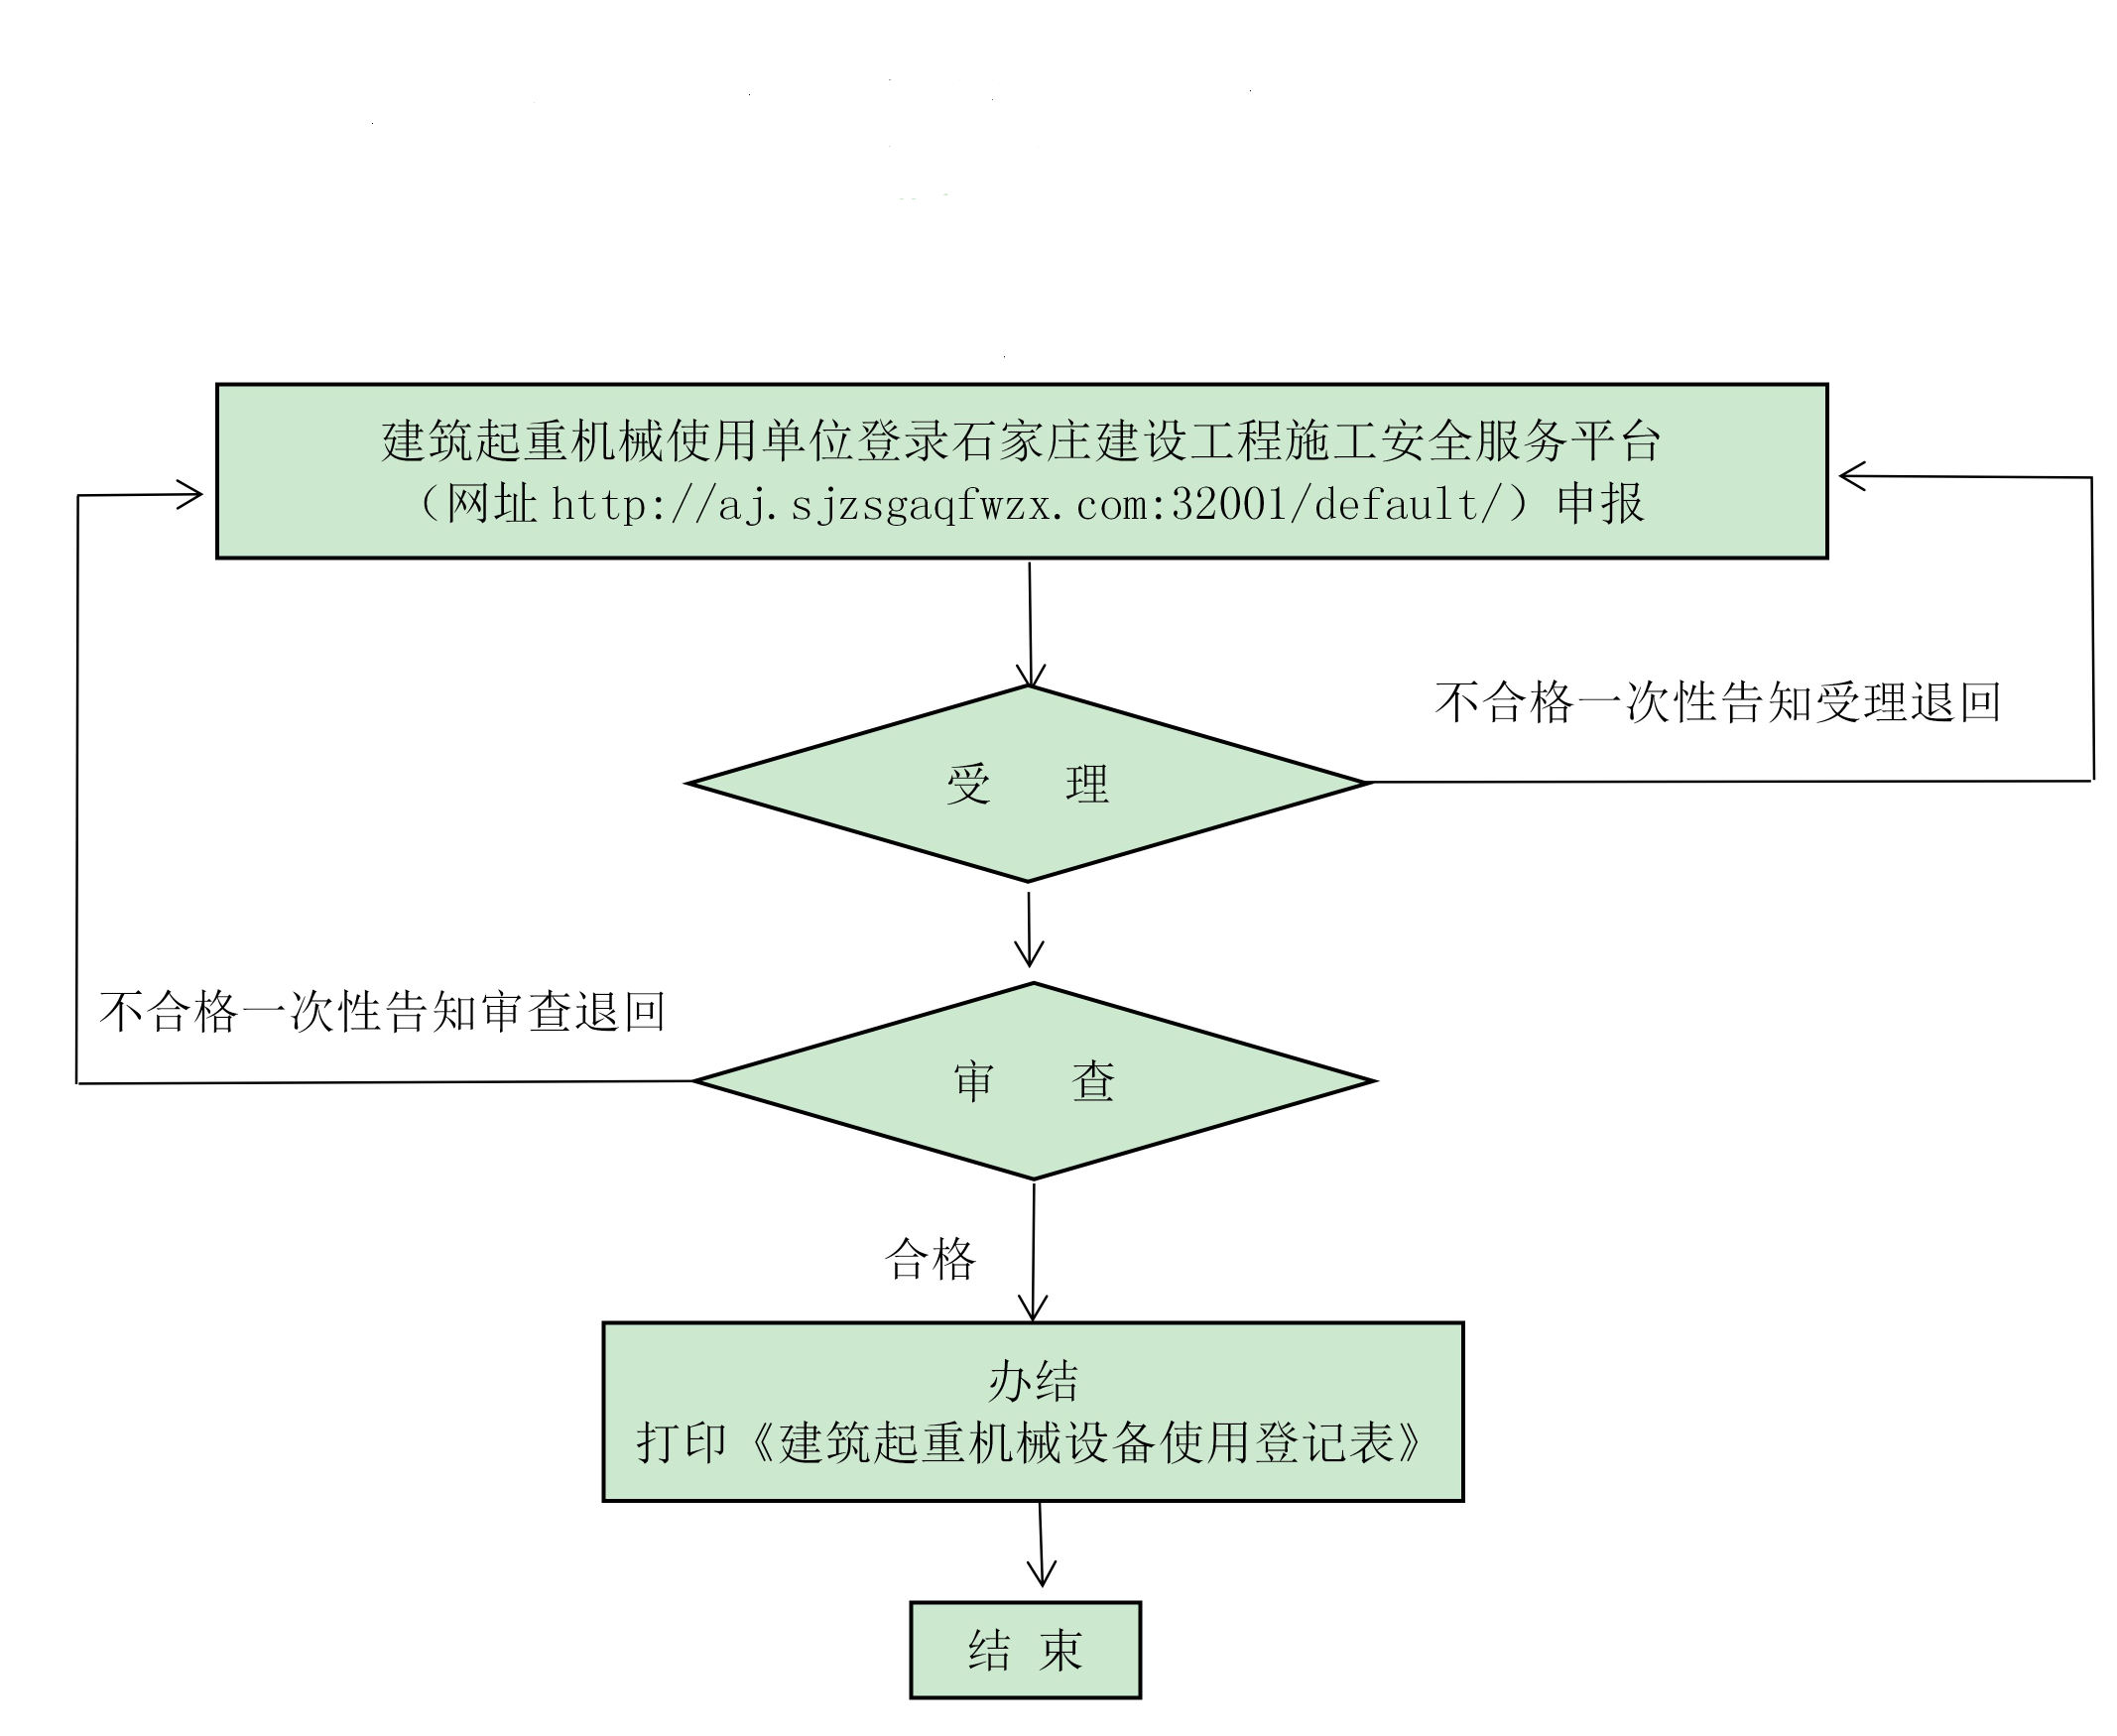 建筑起重机械使用单位登录石家庄建设工程施工安全服务平台
（网址 http://aj.sjzsgaqfwzx.com:32001/default/）申报
不合格一次性告知受理退回
受 理
不合格一次性告知审查退回
审 查
合格
办结
打印《建筑起重机械设备使用登记表》
结 束